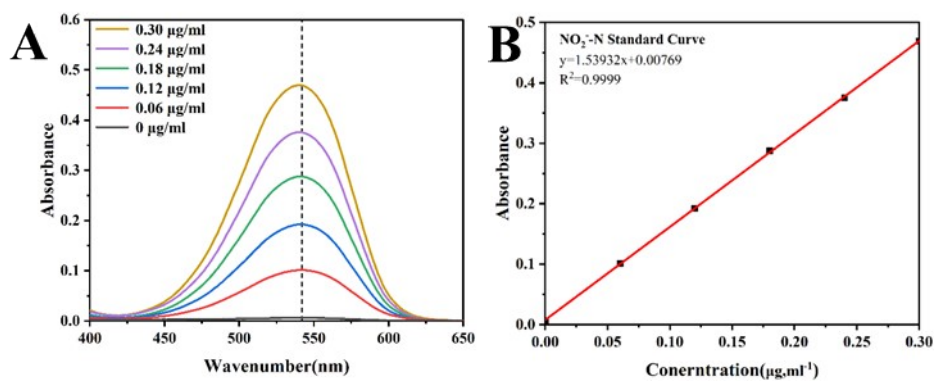 A
0.30 μg/ml
0.24 μg/ml
0.18 μg/ml
0.12 μg/ml
0.06 μg/ml
0 μg/ml
Absorbance
0.6
0.5
0.4
0.3
0.2
0.1
0.0
400 450 500 550 600 650
Wavenumber(nm)
B
NO₂⁻-N Standard Curve
y=1.53932x+0.00769
R²=0.9999
Absorbance
0.5
0.4
0.3
0.2
0.1
0.0
0.00 0.05 0.10 0.15 0.20 0.25 0.30
Conerntration(μg,ml⁻¹)